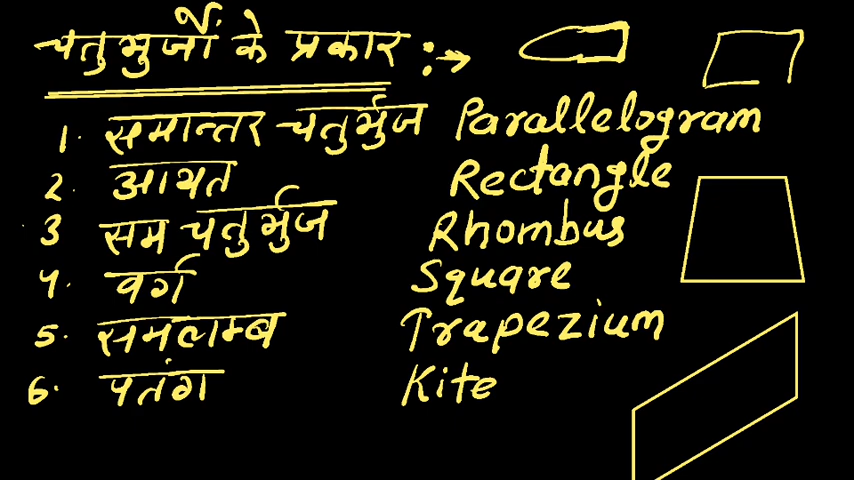 चतुर्भुजों के प्रकार :→
1. समान्तर चतुर्भुज Parallelogram
2. आयत Rectangle
3 सम चतुर्भुज Rhombus
4. वर्ग Square
5. समलम्ब Trapezium
6. पतंग Kite